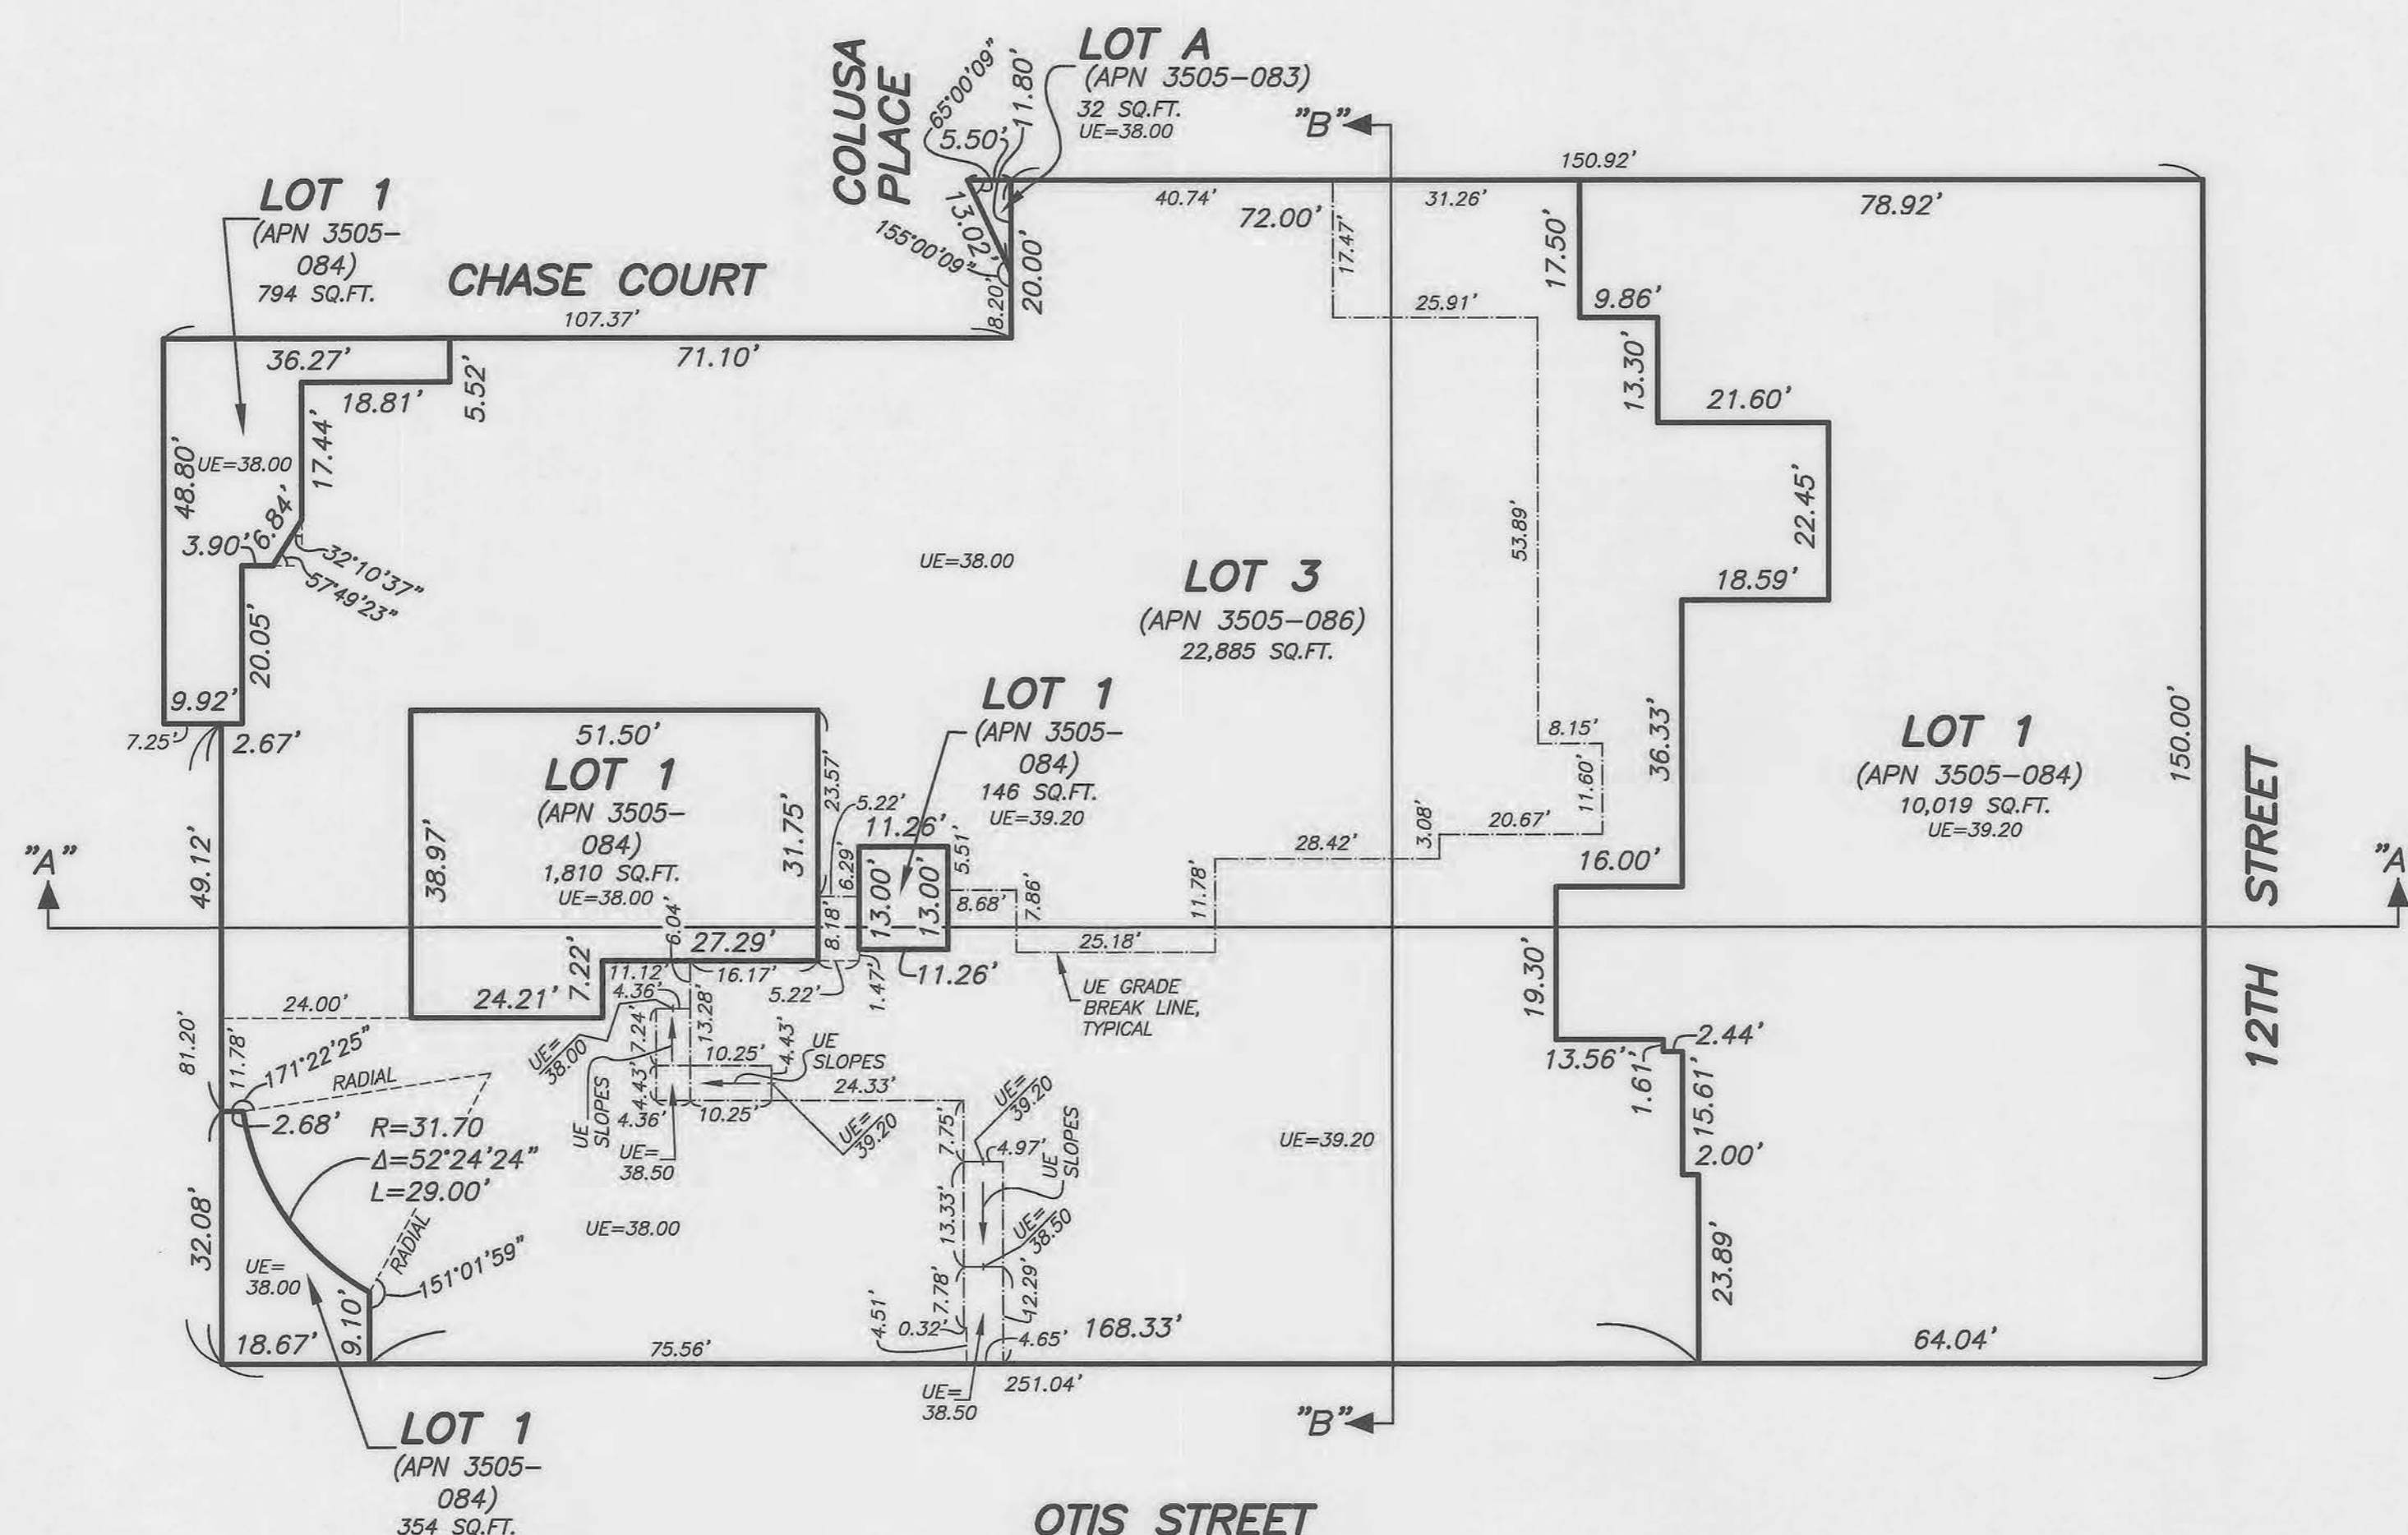 COLUSA
PLACE
65°00'09"
5.50'
11.80'
LOT A
(APN 3505-083)
32 SQ.FT.
UE=38.00
"B"
150.92'
13.02'
155°00'09"
8.20'
20.00'
40.74'
72.00'
17.47'
31.26'
78.92'
LOT 1
(APN 3505-
084)
794 SQ.FT.
CHASE COURT
107.37'
36.27'
71.10'
18.81'
5.52'
17.44'
48.80'
UE=38.00
6.84'
3.90'
32°10'37"
57°49'23"
20.05'
9.92'
7.25'
2.67'
17.50'
9.86'
25.91'
13.30'
21.60'
22.45'
18.59'
53.89'
UE=38.00
LOT 3
(APN 3505-086)
22,885 SQ.FT.
36.33'
8.15'
11.60'
20.67'
3.08'
28.42'
11.78'
16.00'
LOT 1
(APN 3505-084)
10,019 SQ.FT.
UE=39.20
150.00'
12TH STREET
51.50'
LOT 1
(APN 3505-
084)
1,810 SQ.FT.
UE=38.00
38.97'
31.75'
23.57'
5.22'
LOT 1
(APN 3505-
084)
146 SQ.FT.
UE=39.20
11.26'
6.29'
5.51'
13.00'
13.00'
8.68'
7.86'
25.18'
8.18'
11.26'
1.47'
5.22'
"A"
"A
49.12'
6.04'
27.29'
7.22'
11.12'
16.17'
24.21'
24.00'
4.36'
7.24'
13.28'
UE=
38.00
UE
SLOPES
10.25'
4.43'
UE
SLOPES
4.43'
4.36'
10.25'
24.33'
UE=
38.50
UE=
39.20
UE GRADE
BREAK LINE,
TYPICAL
19.30'
13.56'
2.44'
1.61'
15.61'
2.00'
23.89'
81.20'
11.78'
171°22'25"
RADIAL
2.68'
R=31.70
Δ=52°24'24"
L=29.00'
RADIAL
151°01'59"
32.08'
UE=
38.00
9.10'
18.67'
UE=38.00
75.56'
7.75'
UE=
39.20
4.97'
UE
SLOPES
13.33'
UE=
38.50
7.78'
12.29'
4.51'
0.32'
4.65'
168.33'
UE=39.20
64.04'
UE=
38.50
251.04'
"B"
LOT 1
(APN 3505-
084)
354 SQ.FT.
OTIS STREET